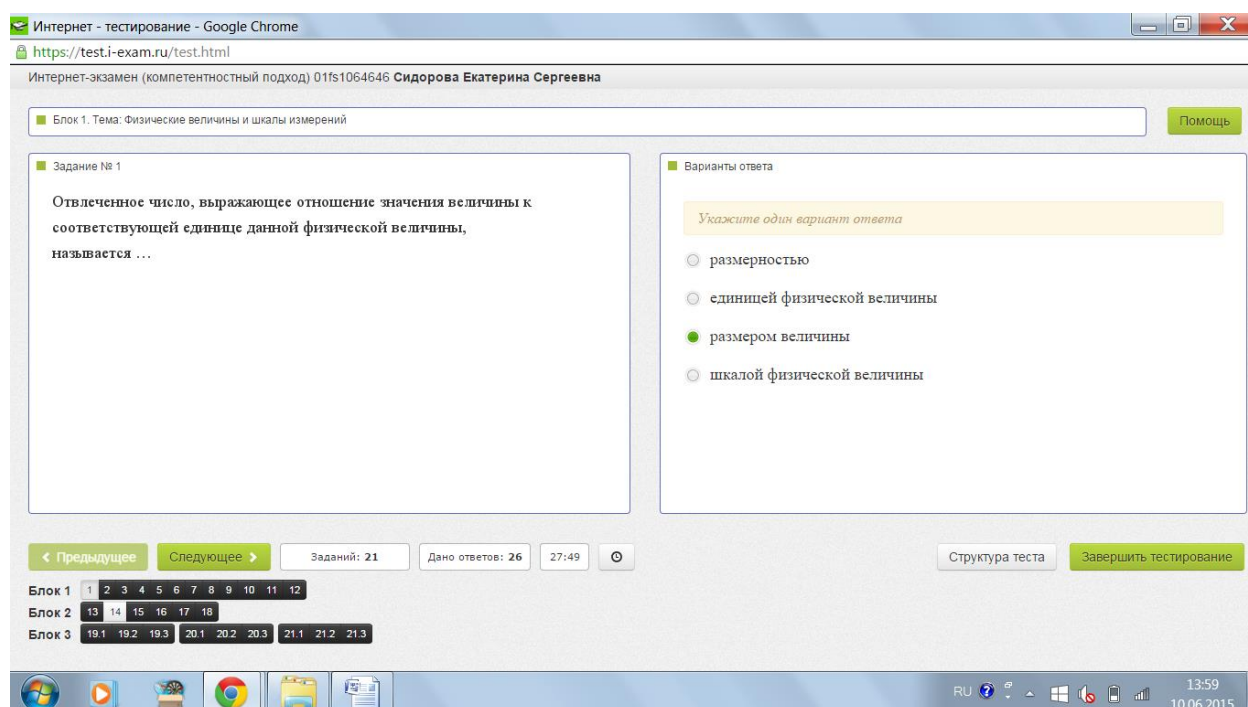 Интернет - тестирование - Google Chrome
https://test.i-exam.ru/test.html
Интернет-экзамен (компетентностный подход) 01fs1064646 Сидорова Екатерина Сергеевна
Блок 1. Тема: Физические величины и шкалы измерений
Помощь
Задание № 1
Отвлеченное число, выражающее отношение значения величины к
соответствующей единице данной физической величины,
называется …
Варианты ответа
Укажите один вариант ответа
размерностью
единицей физической величины
размером величины
шкалой физической величины
Предыдущее
Следующее
Заданий: 21
Дано ответов: 26
27:49
Структура теста
Завершить тестирование
Блок 1 1 2 3 4 5 6 7 8 9 10 11 12
Блок 2 13 14 15 16 17 18
Блок 3 19.1 19.2 19.3 20.1 20.2 20.3 21.1 21.2 21.3
RU
13:59
10.06.2015